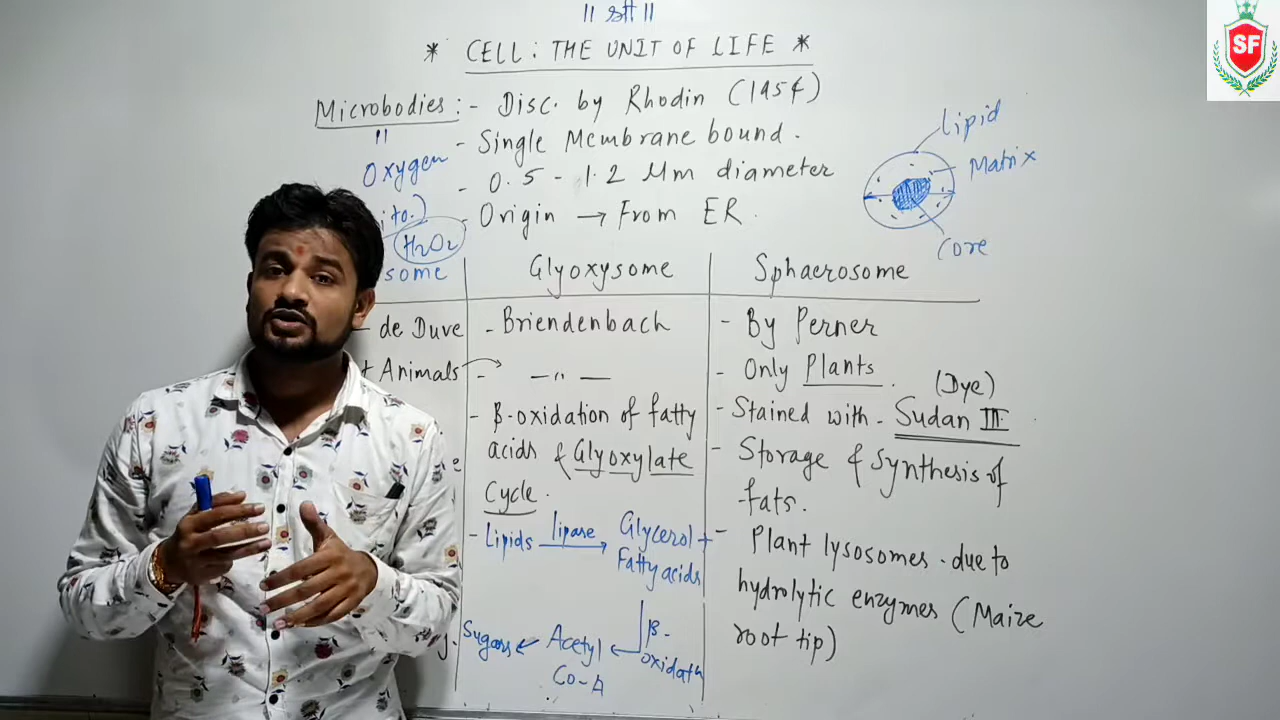 ॥ श्री ॥
SF
* CELL : THE UNIT OF LIFE *
Microbodies :- Disc. by Rhodin (1954)
- Single Membrane bound.
- 0.5 - 1.2 Mm diameter
- Origin → From ER.
" Oxygen
ito.)
H2O2
Lipid
Matrix
Core
some
Glyoxysome
Sphaerosome
- de Duve
+ Animals
- Briendenbach
- —"—
- β-oxidation of fatty
acids & Glyoxylate
Cycle.
- Lipids lipase → Glycerol +
Fatty acids
β-
oxidatn
Acetyl
Co-A
Sugars
- By Perner
- Only Plants.
- Stained with - Sudan III
(Dye)
- Storage & Synthesis of
fats.
- Plant lysosomes - due to
hydrolytic enzymes (Maize
root tip)